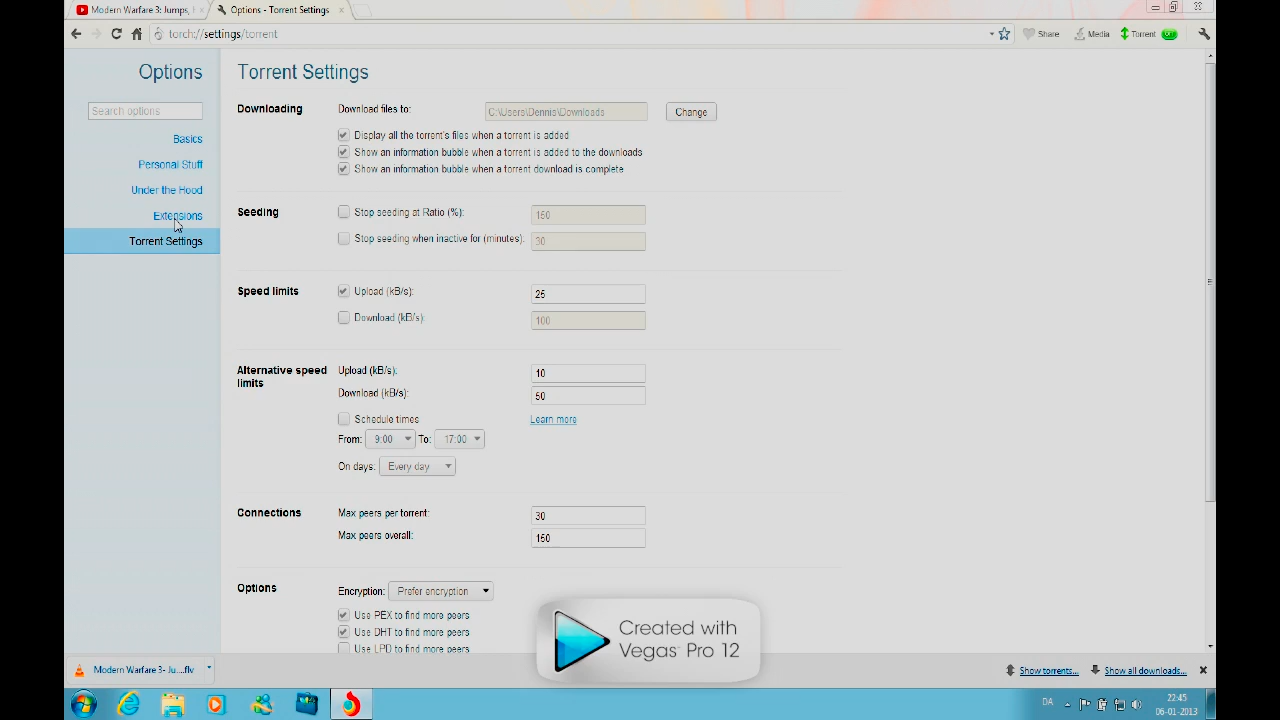 Modern Warfare 3: Jumps,
Options - Torrent Settings
torch://settings/torrent
Share
Media
Torrent
Options
Search options
Basics
Personal Stuff
Under the Hood
Extensions
Torrent Settings
Torrent Settings
Downloading
Download files to:
C:\Users\Dennis\Downloads
Change
Display all the torrent's files when a torrent is added
Show an information bubble when a torrent is added to the downloads
Show an information bubble when a torrent download is complete
Seeding
Stop seeding at Ratio (%):
150
Stop seeding when inactive for (minutes):
30
Speed limits
Upload (kB/s):
25
Download (kB/s):
100
Alternative speed
limits
Upload (kB/s):
10
Download (kB/s):
50
Schedule times
Learn more
From: 9:00 To: 17:00
On days: Every day
Connections
Max peers per torrent:
30
Max peers overall:
150
Options
Encryption: Prefer encryption
Use PEX to find more peers
Use DHT to find more peers
Use LPD to find more peers
Created with
Vegas™ Pro 12
Modern Warfare 3- Ju....flv
Show torrents...
Show all downloads...
DA
22:45
06-01-2013